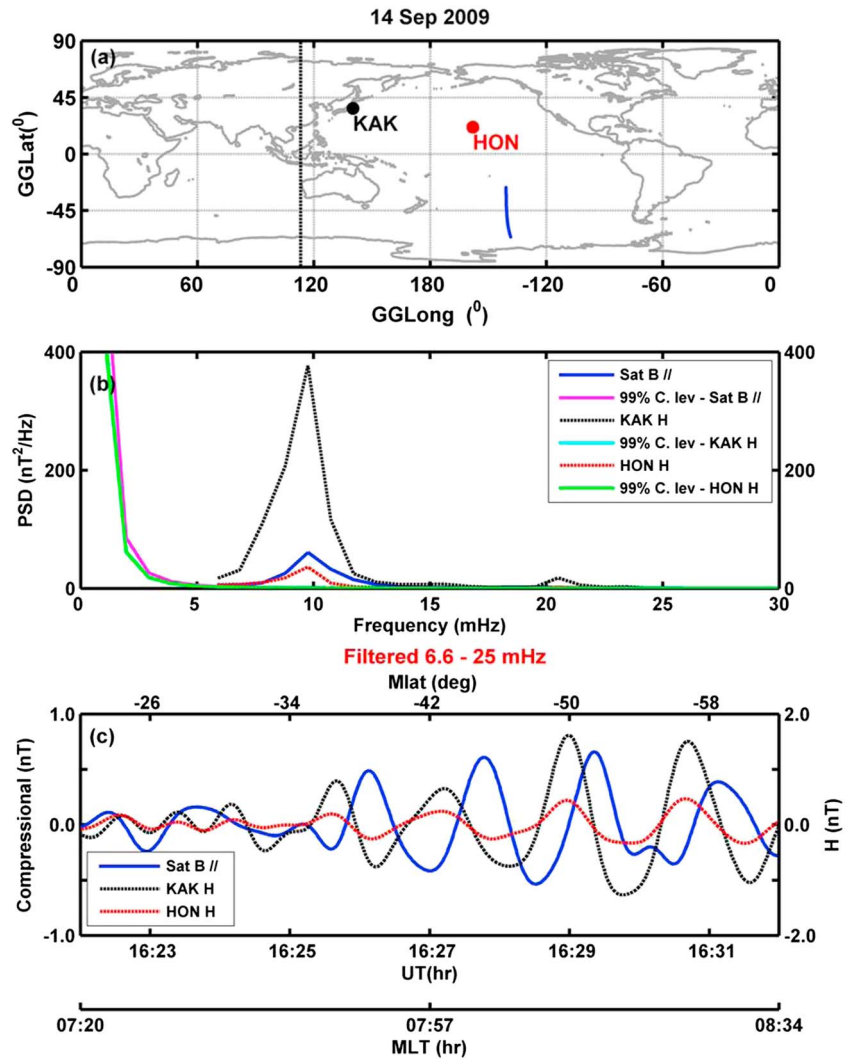 14 Sep 2009
(a)
90
45
0
-45
-90
GGLat(⁰)
KAK
HON
0 60 120 180 -120 -60 0
GGLong (⁰)
(b)
400
200
0
PSD (nT²/Hz)
400
200
0
Sat B //
99% C. lev - Sat B //
KAK H
99% C. lev - KAK H
HON H
99% C. lev - HON H
0 5 10 15 20 25 30
Frequency (mHz)
Filtered 6.6 - 25 mHz
Mlat (deg)
-26 -34 -42 -50 -58
(c)
1.0
0.0
-1.0
Compressional (nT)
2.0
0.0
-2.0
H (nT)
Sat B //
KAK H
HON H
16:23 16:25 16:27 16:29 16:31
UT(hr)
07:20 07:57 08:34
MLT (hr)